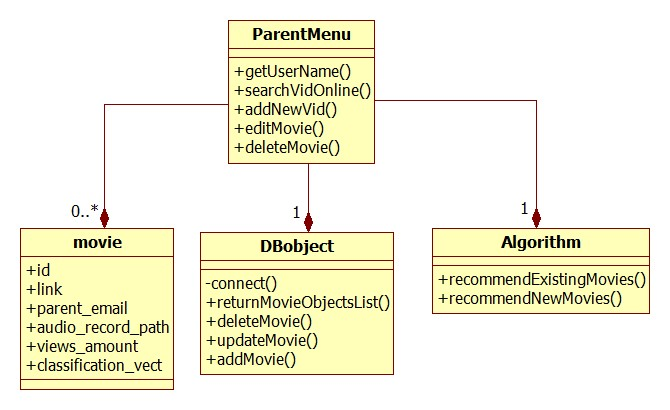 ParentMenu
+getUserName()
+searchVidOnline()
+addNewVid()
+editMovie()
+deleteMovie()
0..*
1
1
movie
+id
+link
+parent_email
+audio_record_path
+views_amount
+classification_vect
DBobject
-connect()
+returnMovieObjectsList()
+deleteMovie()
+updateMovie()
+addMovie()
Algorithm
+recommendExistingMovies()
+recommendNewMovies()